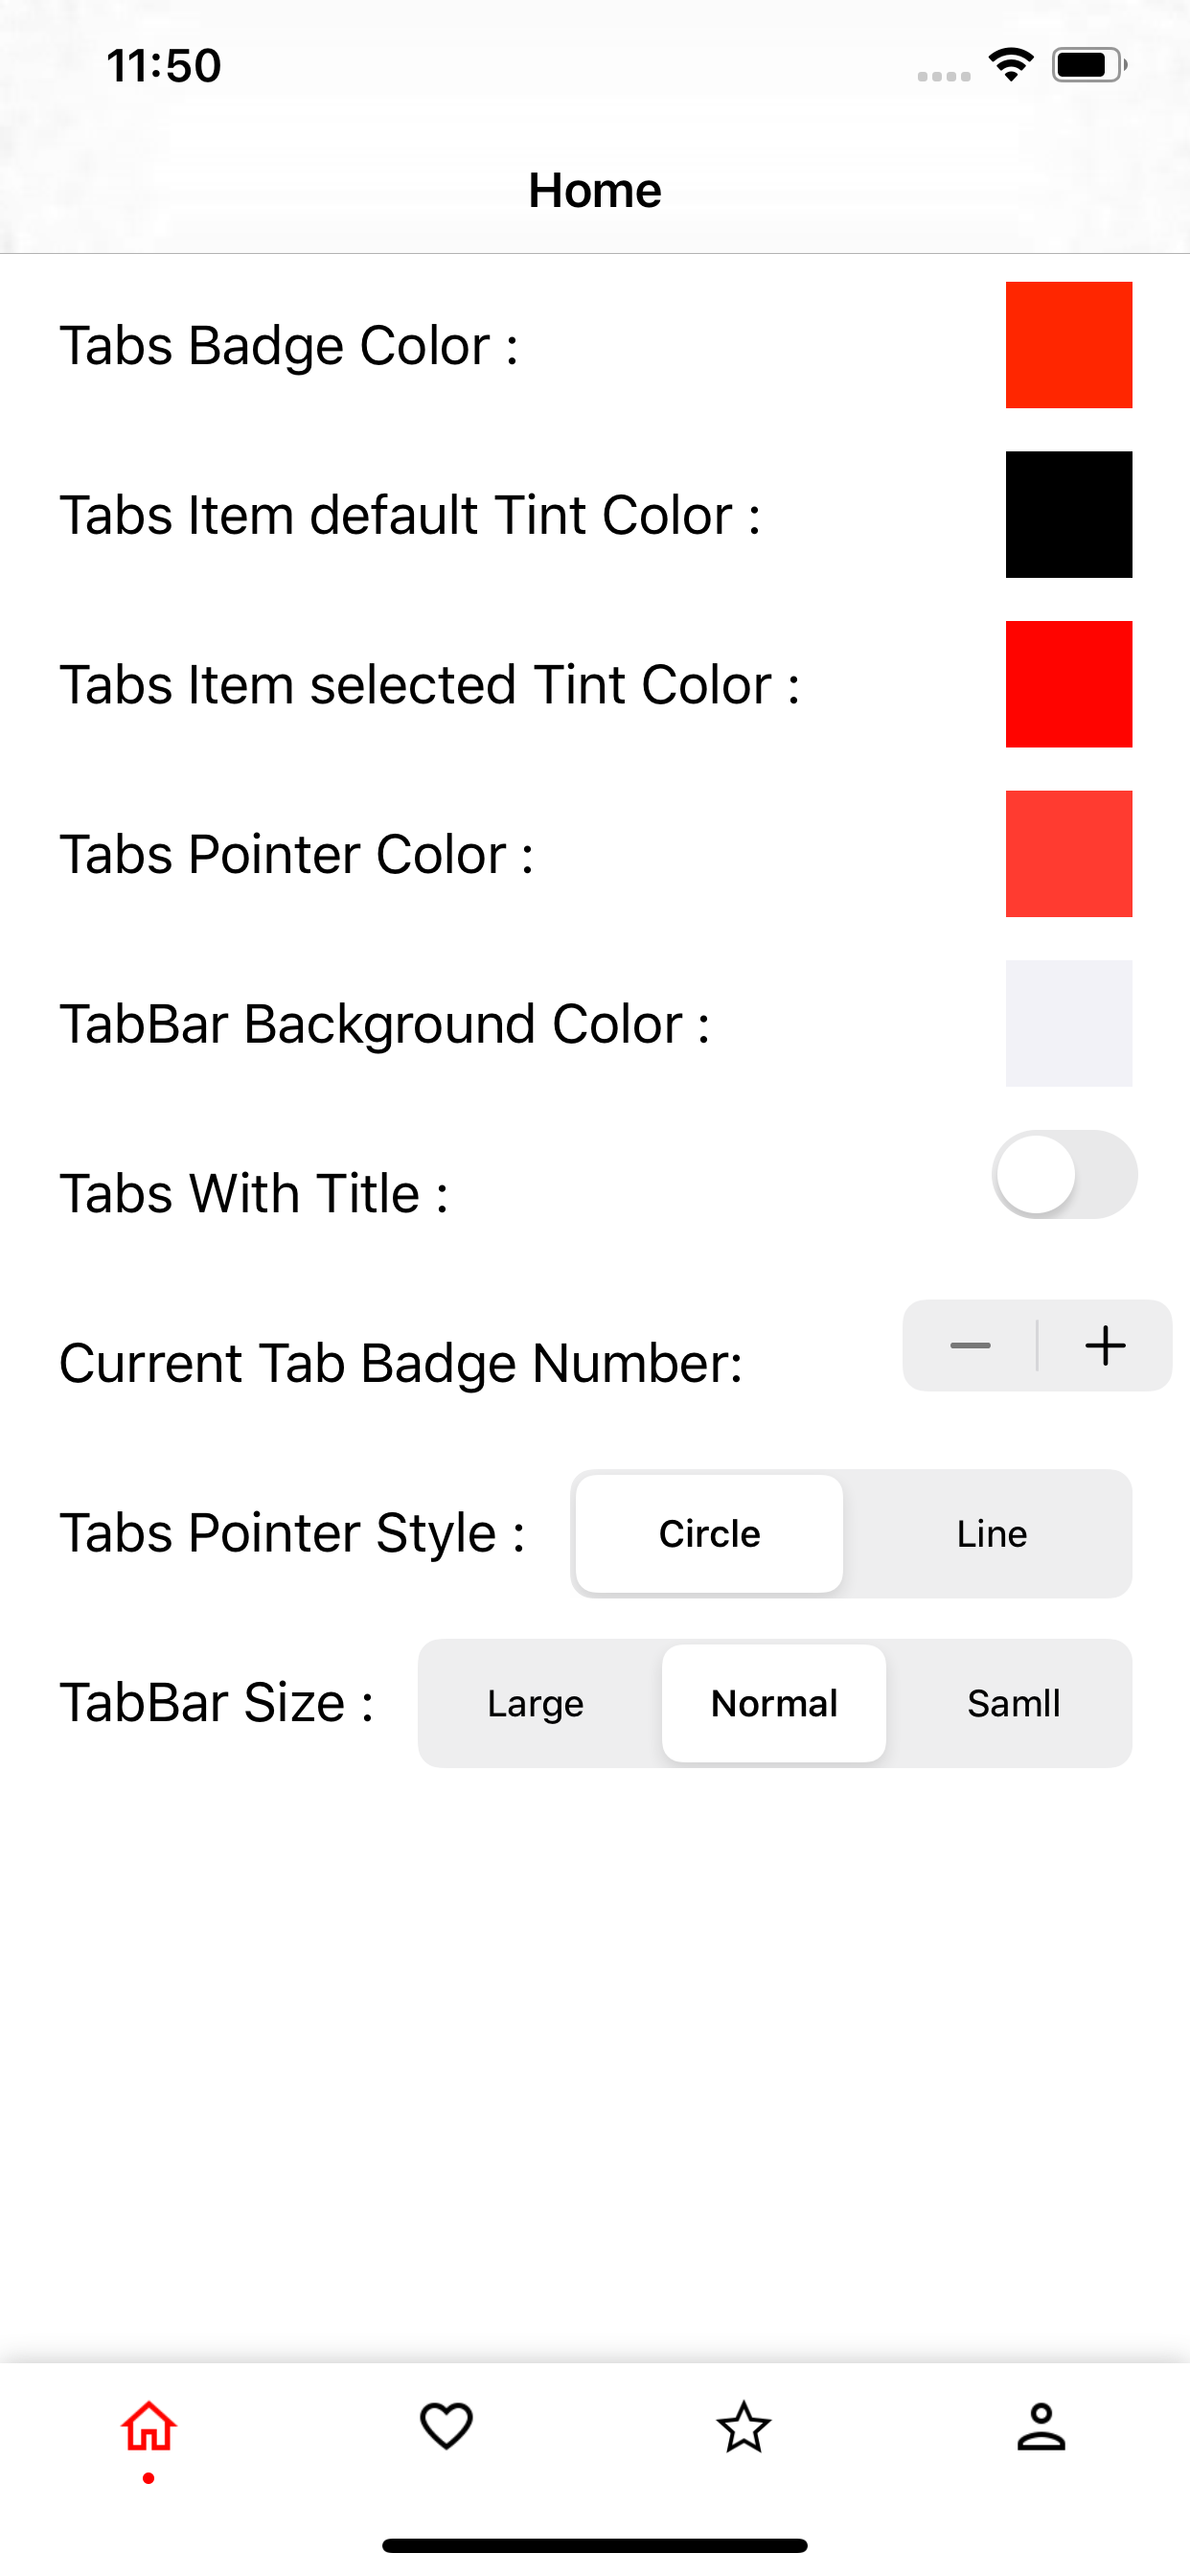 11:50
Home
Tabs Badge Color :
Tabs Item default Tint Color :
Tabs Item selected Tint Color :
Tabs Pointer Color :
TabBar Background Color :
Tabs With Title :
Current Tab Badge Number:
Tabs Pointer Style : Circle Line
TabBar Size : Large Normal Samll